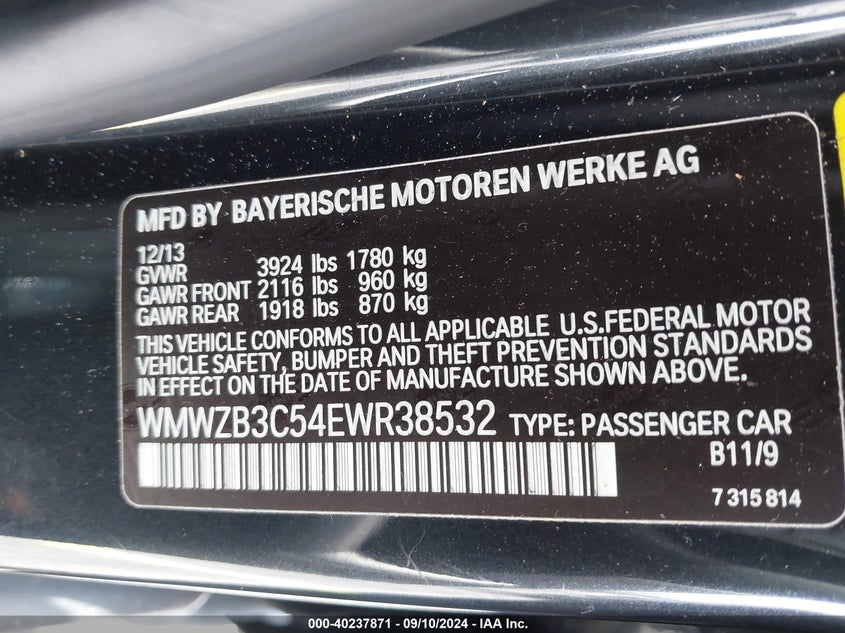 MFD BY BAYERISCHE MOTOREN WERKE AG
12/13
GVWR 3924 lbs 1780 kg
GAWR FRONT 2116 lbs 960 kg
GAWR REAR 1918 lbs 870 kg
THIS VEHICLE CONFORMS TO ALL APPLICABLE U.S.FEDERAL MOTOR
VEHICLE SAFETY, BUMPER AND THEFT PREVENTION STANDARDS
IN EFFECT ON THE DATE OF MANUFACTURE SHOWN ABOVE.
WMWZB3C54EWR38532 TYPE: PASSENGER CAR
B11/9
7 315 814
000-40237871 - 09/10/2024 - IAA Inc.